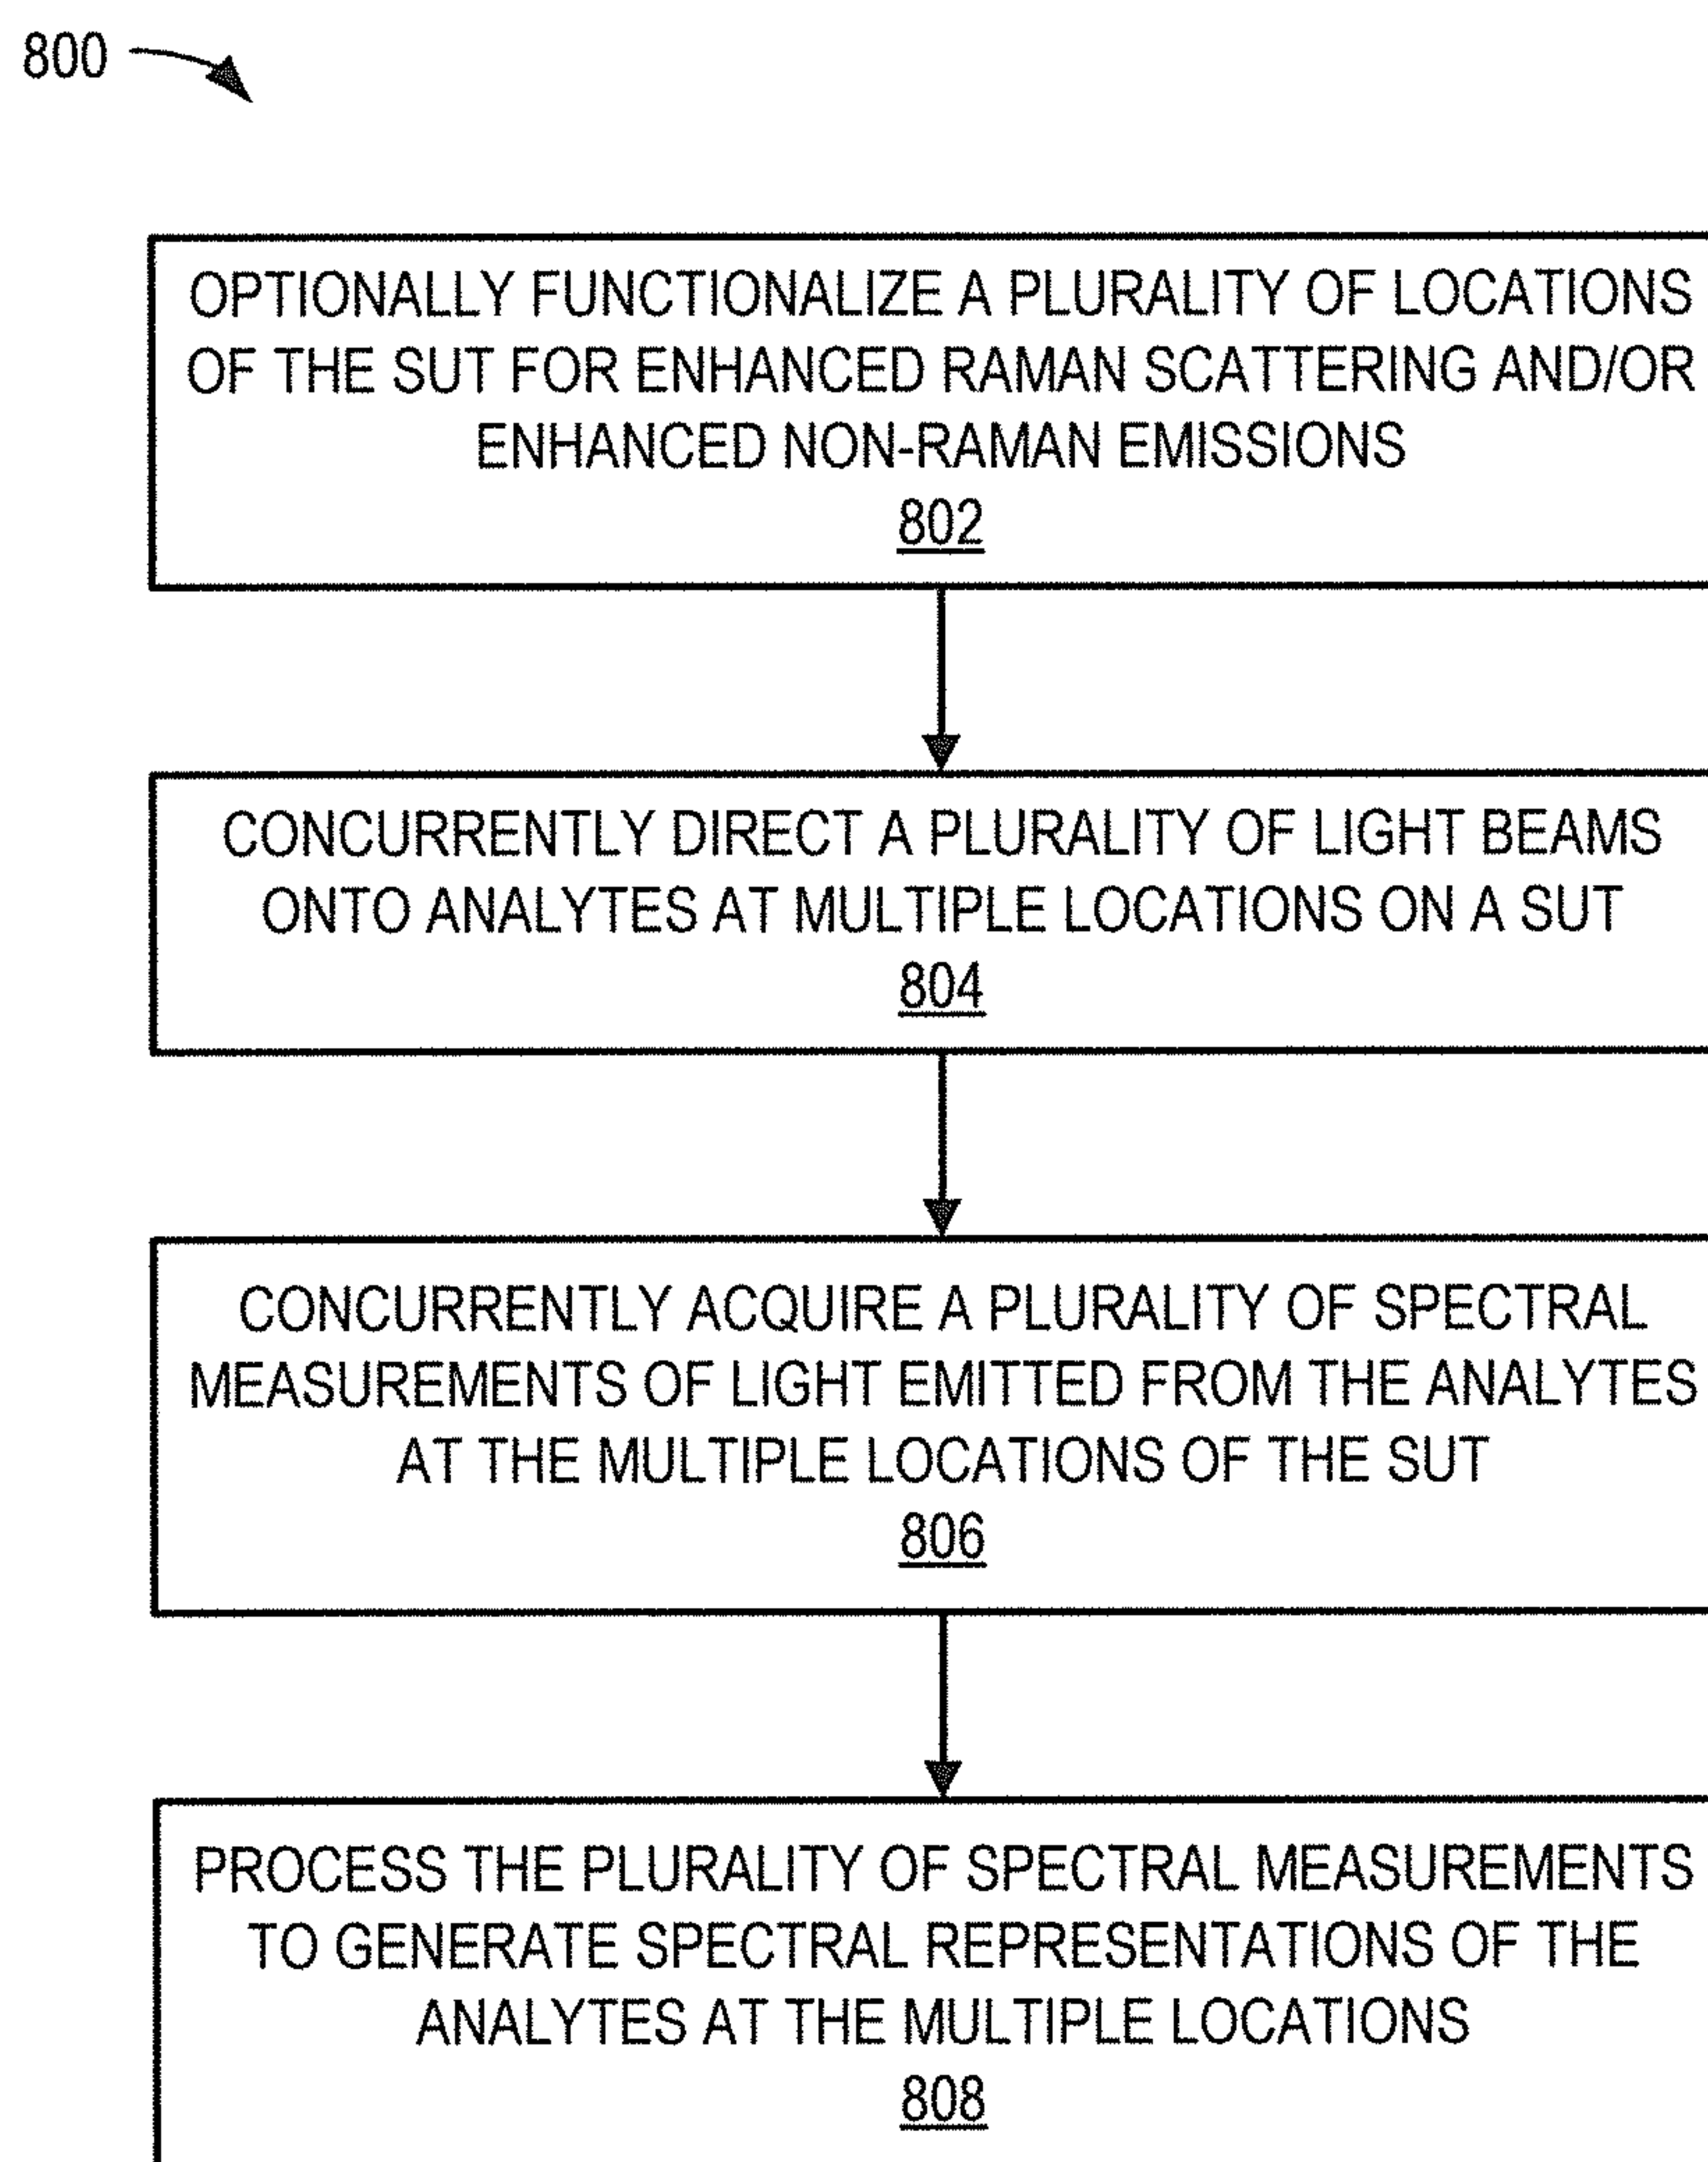 800
OPTIONALLY FUNCTIONALIZE A PLURALITY OF LOCATIONS
OF THE SUT FOR ENHANCED RAMAN SCATTERING AND/OR
ENHANCED NON-RAMAN EMISSIONS
802
CONCURRENTLY DIRECT A PLURALITY OF LIGHT BEAMS
ONTO ANALYTES AT MULTIPLE LOCATIONS ON A SUT
804
CONCURRENTLY ACQUIRE A PLURALITY OF SPECTRAL
MEASUREMENTS OF LIGHT EMITTED FROM THE ANALYTES
AT THE MULTIPLE LOCATIONS OF THE SUT
806
PROCESS THE PLURALITY OF SPECTRAL MEASUREMENTS
TO GENERATE SPECTRAL REPRESENTATIONS OF THE
ANALYTES AT THE MULTIPLE LOCATIONS
808